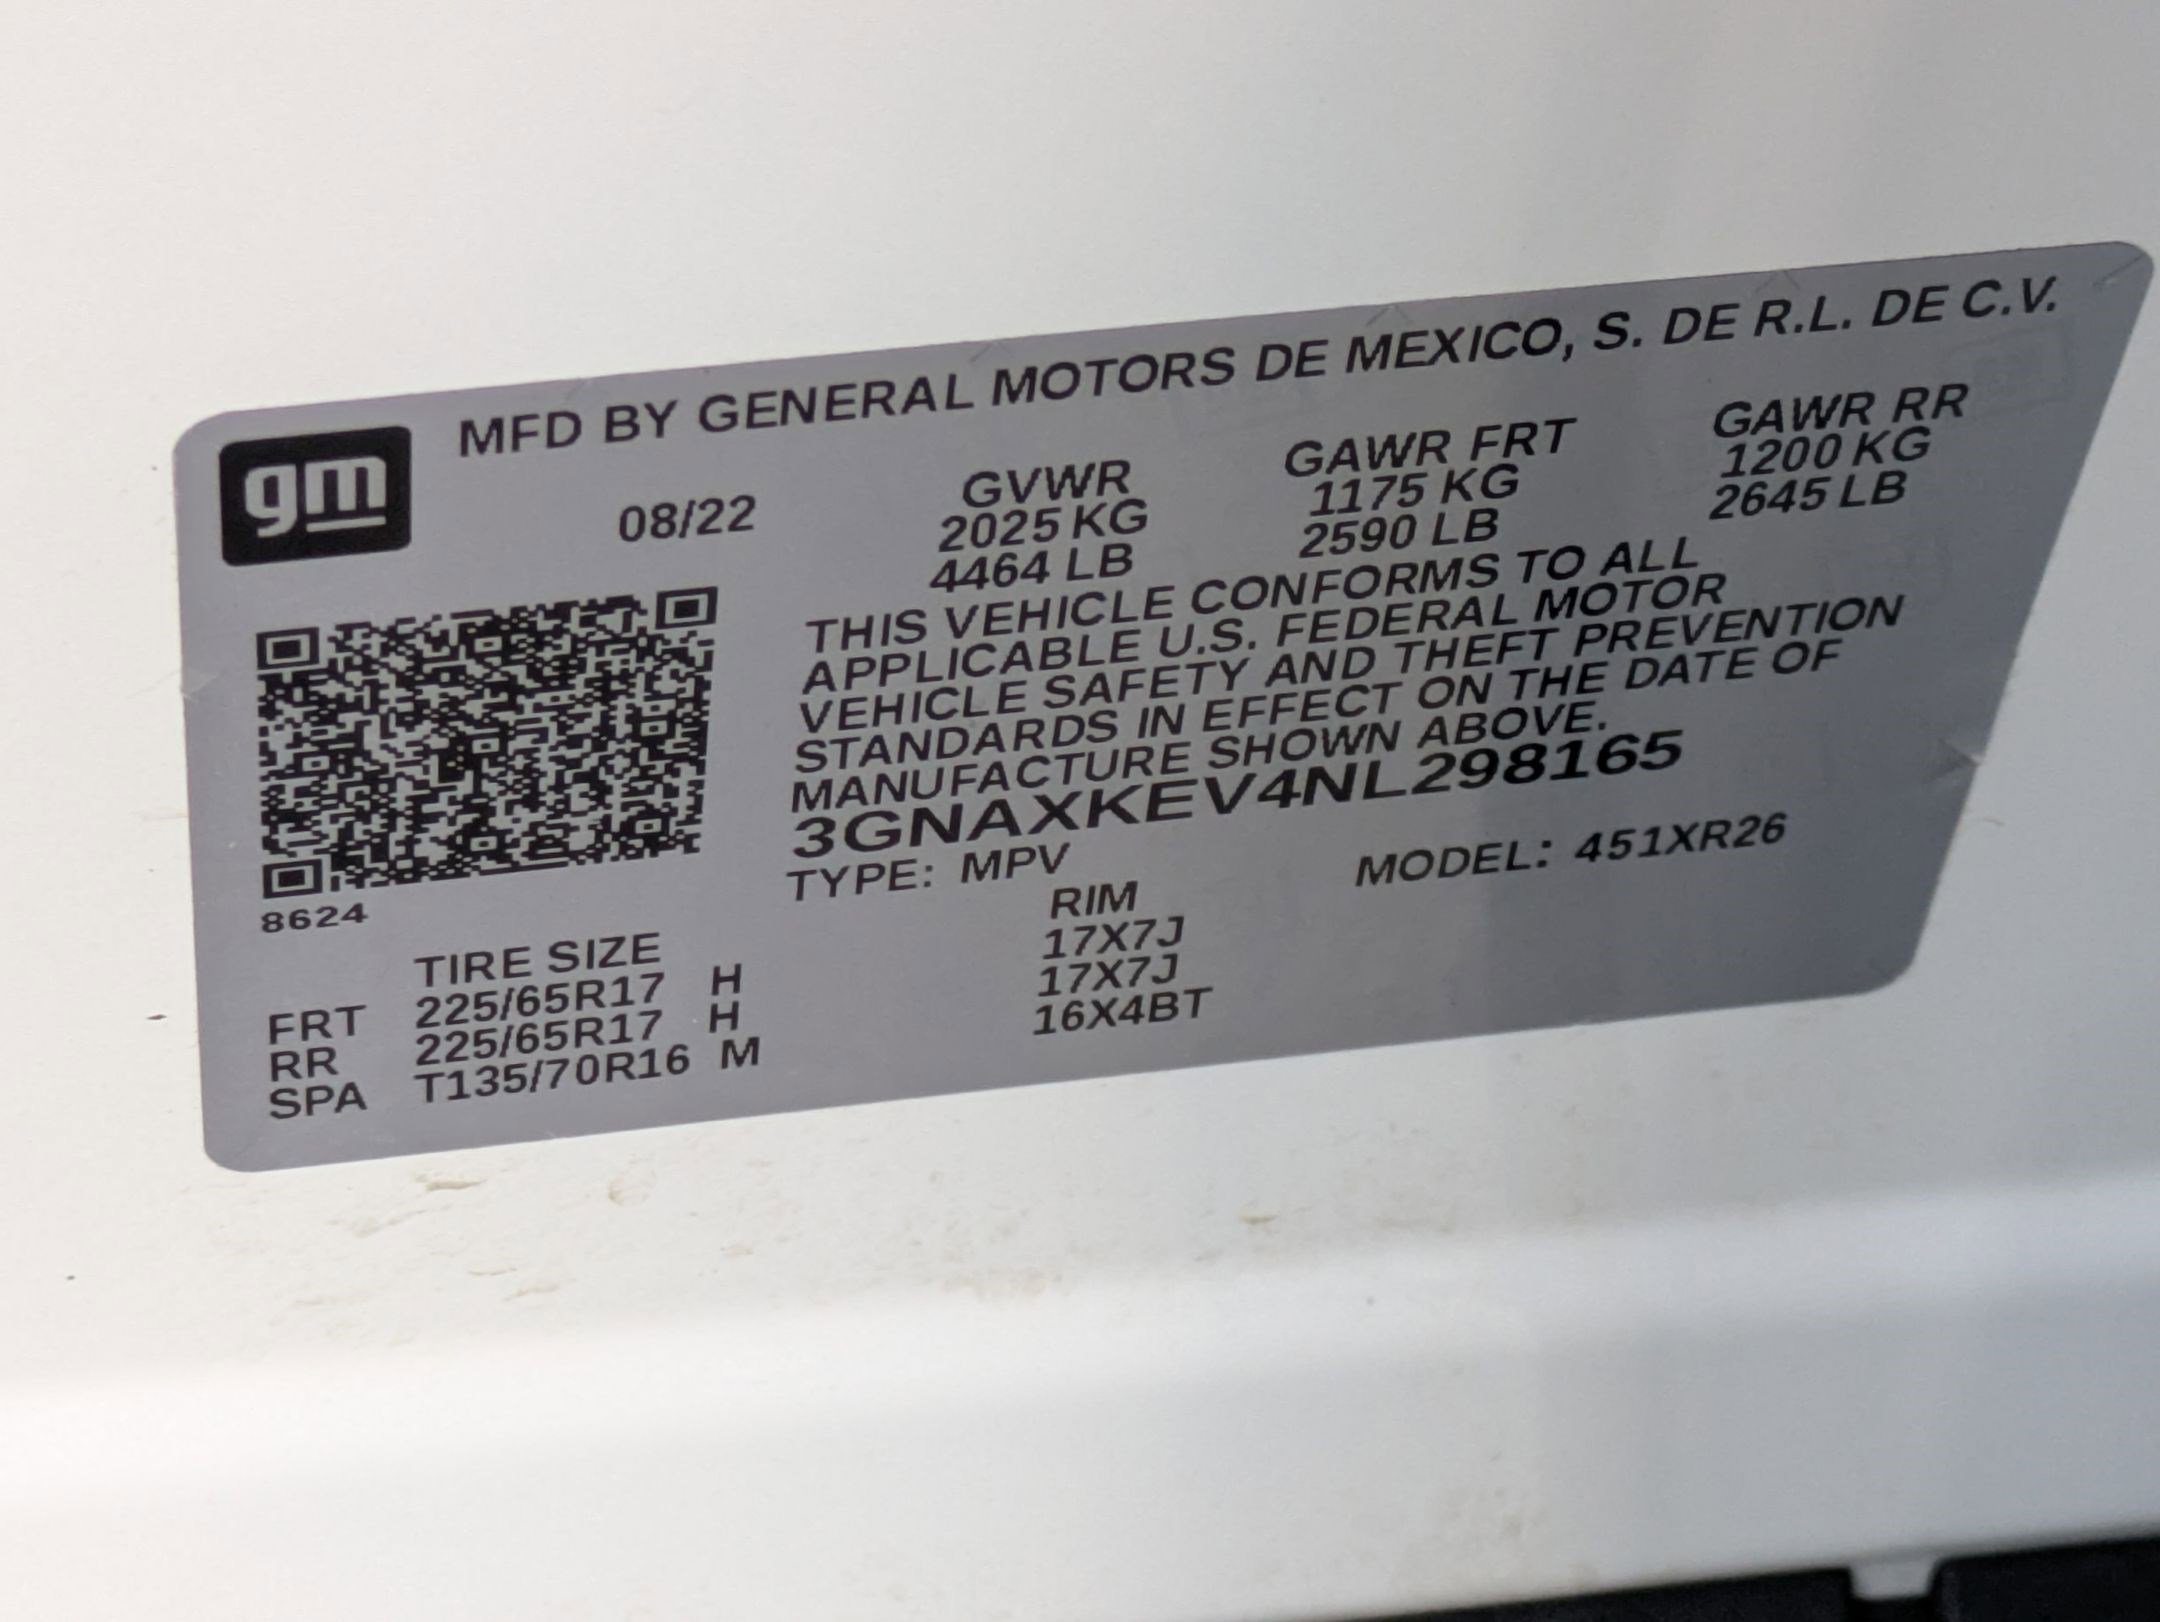 gm
MFD BY GENERAL MOTORS DE MEXICO, S. DE R.L. DE C.V.
08/22
GVWR GAWR FRT GAWR RR
2025 KG 1175 KG 1200 KG
4464 LB 2590 LB 2645 LB
THIS VEHICLE CONFORMS TO ALL
APPLICABLE U.S. FEDERAL MOTOR
VEHICLE SAFETY AND THEFT PREVENTION
STANDARDS IN EFFECT ON THE DATE OF
MANUFACTURE SHOWN ABOVE.
3GNAXKEV4NL298165
TYPE: MPV MODEL: 451XR26
8624
TIRE SIZE RIM
FRT 225/65R17 H 17X7J
RR 225/65R17 H 17X7J
SPA T135/70R16 M 16X4BT